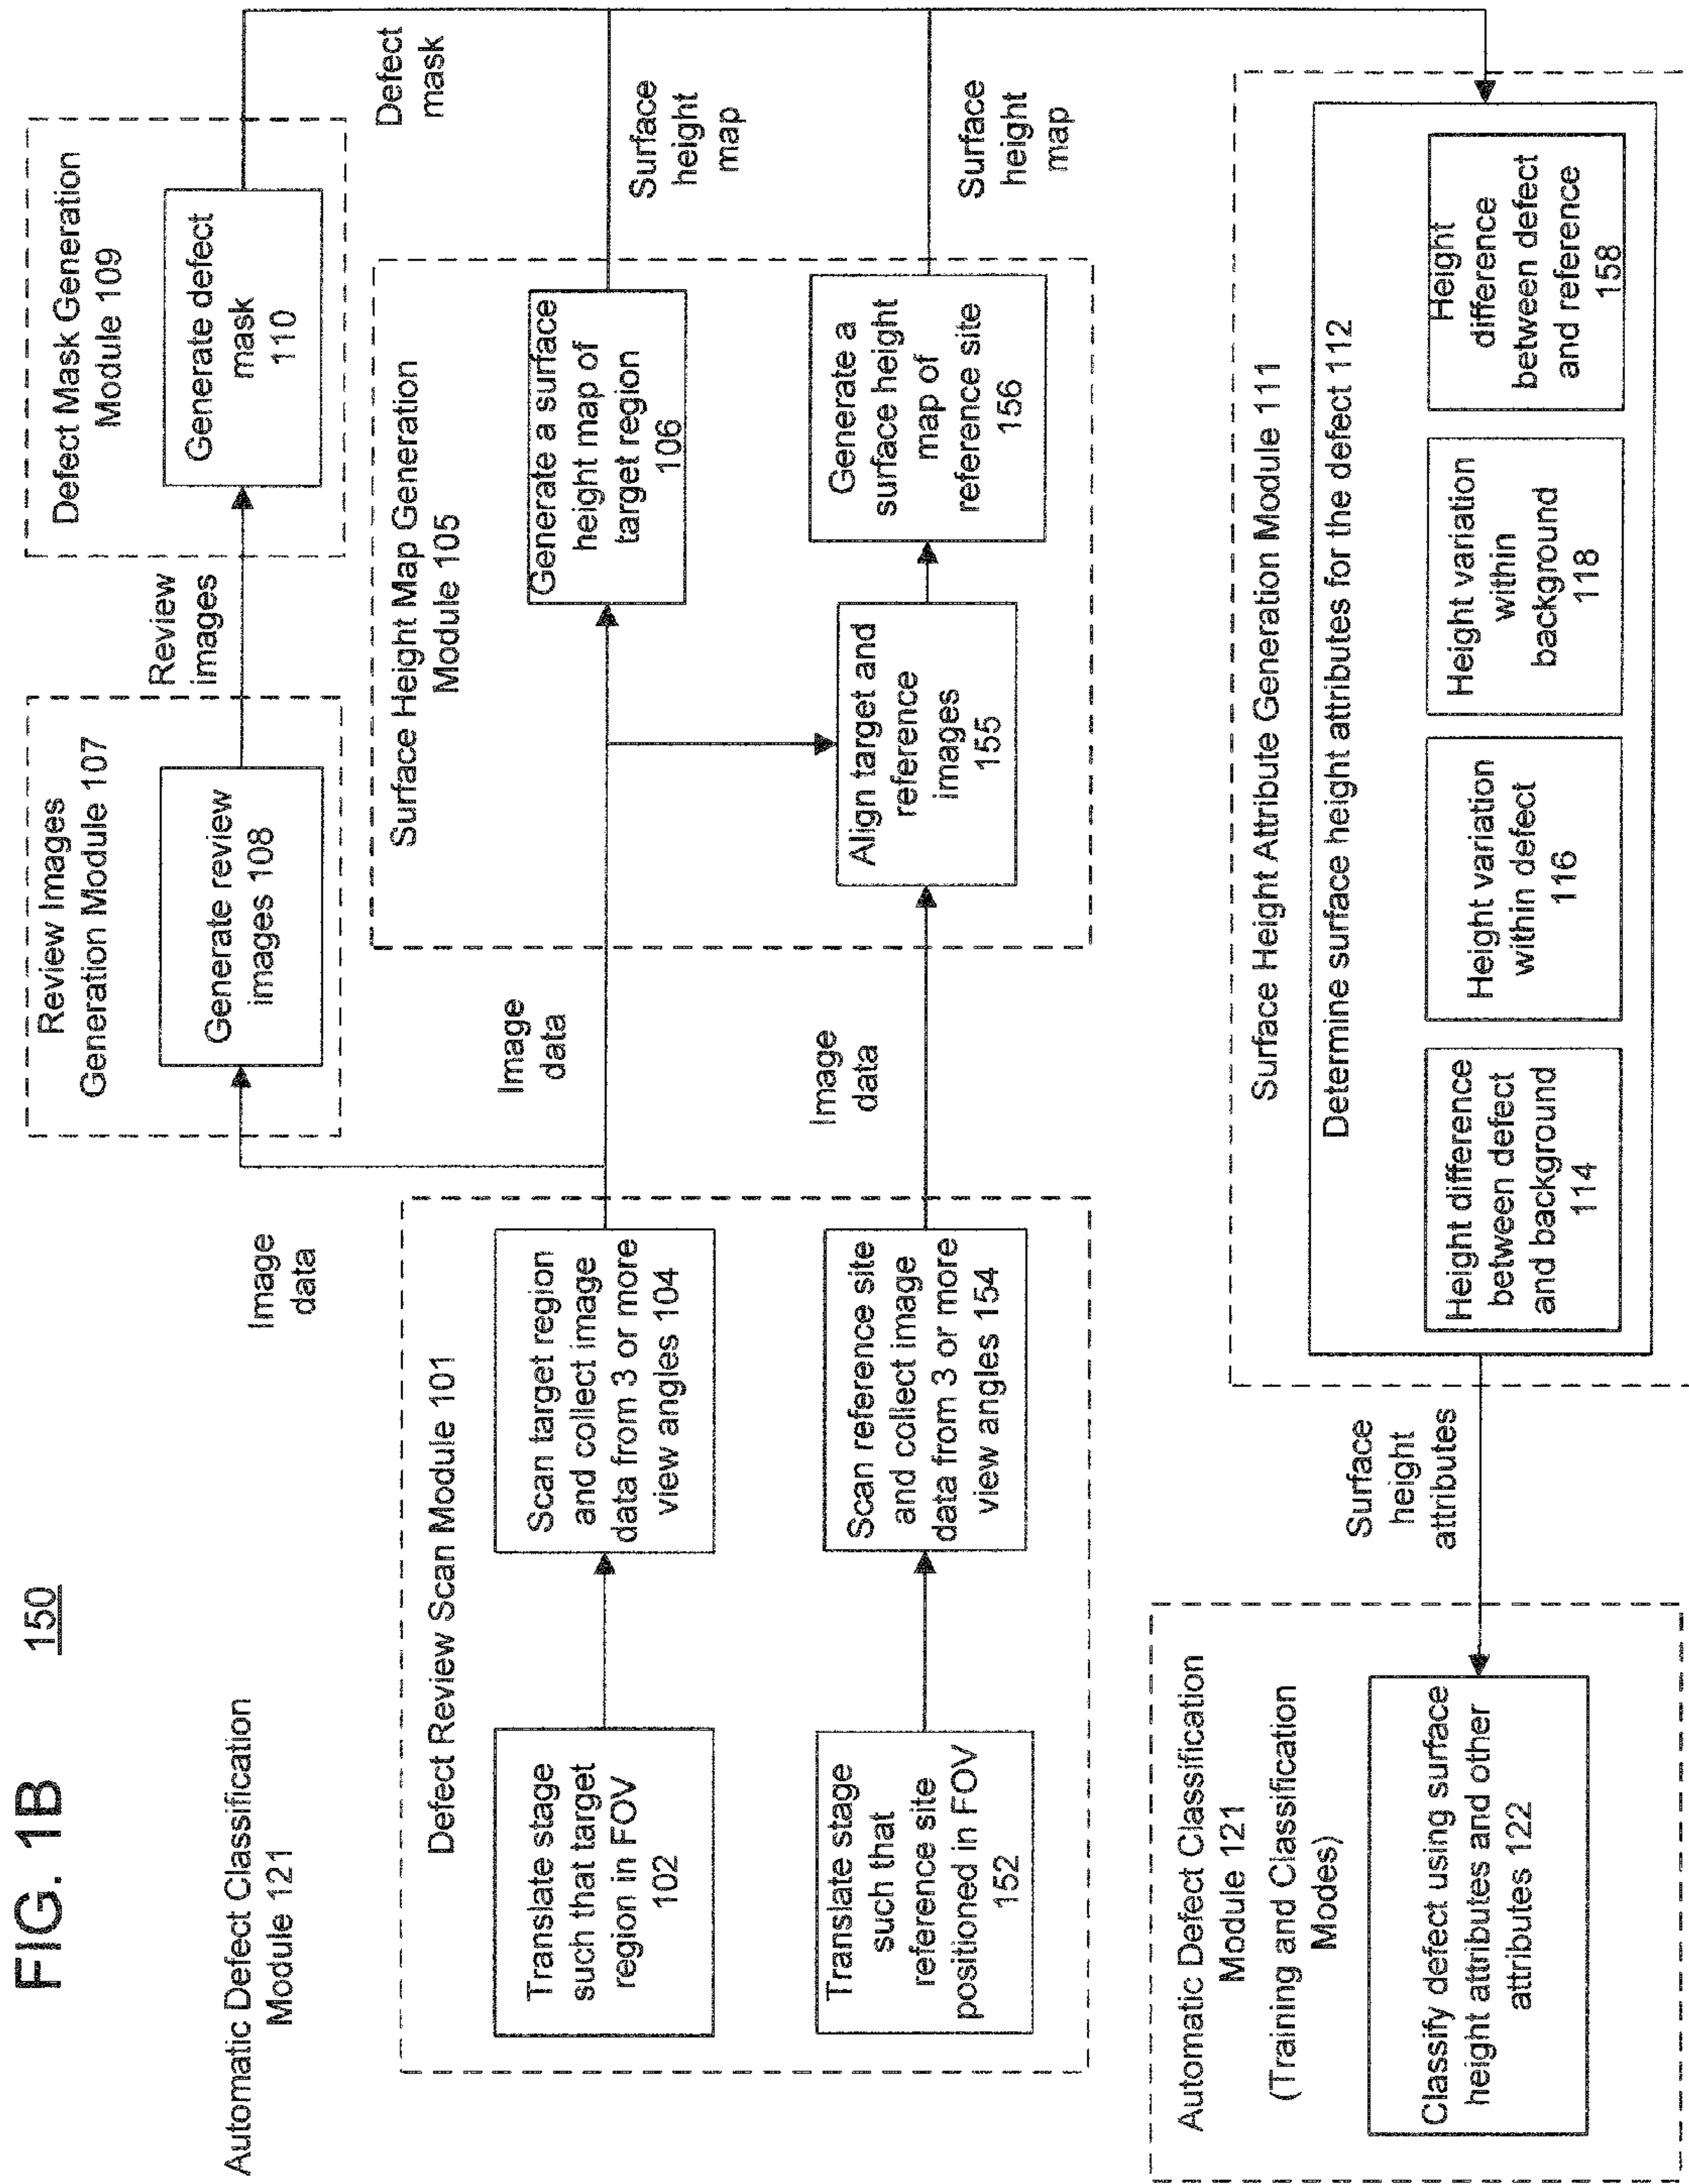 FIG. 1B
150
Automatic Defect Classification
Module 121
Review Images
Generation Module 107
Generate review
images 108
Review
images
Defect Mask Generation
Module 109
Generate defect
mask
110
Defect
mask
Image
data
Defect Review Scan Module 101
Translate stage
such that target
region in FOV
102
Scan target region
and collect image
data from 3 or more
view angles 104
Image
data
Translate stage
such that
reference site
positioned in FOV
152
Scan reference site
and collect image
data from 3 or more
view angles 154
Image
data
Surface Height Map Generation
Module 105
Generate a surface
height map of
target region
106
Surface
height
map
Align target and
reference
images
155
Generate a
surface height
map of
reference site
156
Surface
height
map
Automatic Defect Classification
Module 121
(Training and Classification
Modes)
Classify defect using surface
height attributes and other
attributes 122
Surface
height
attributes
Surface Height Attribute Generation Module 111
Determine surface height attributes for the defect 112
Height difference
between defect
and background
114
Height variation
within defect
116
Height variation
within
background
118
Height
difference
between defect
and reference
158